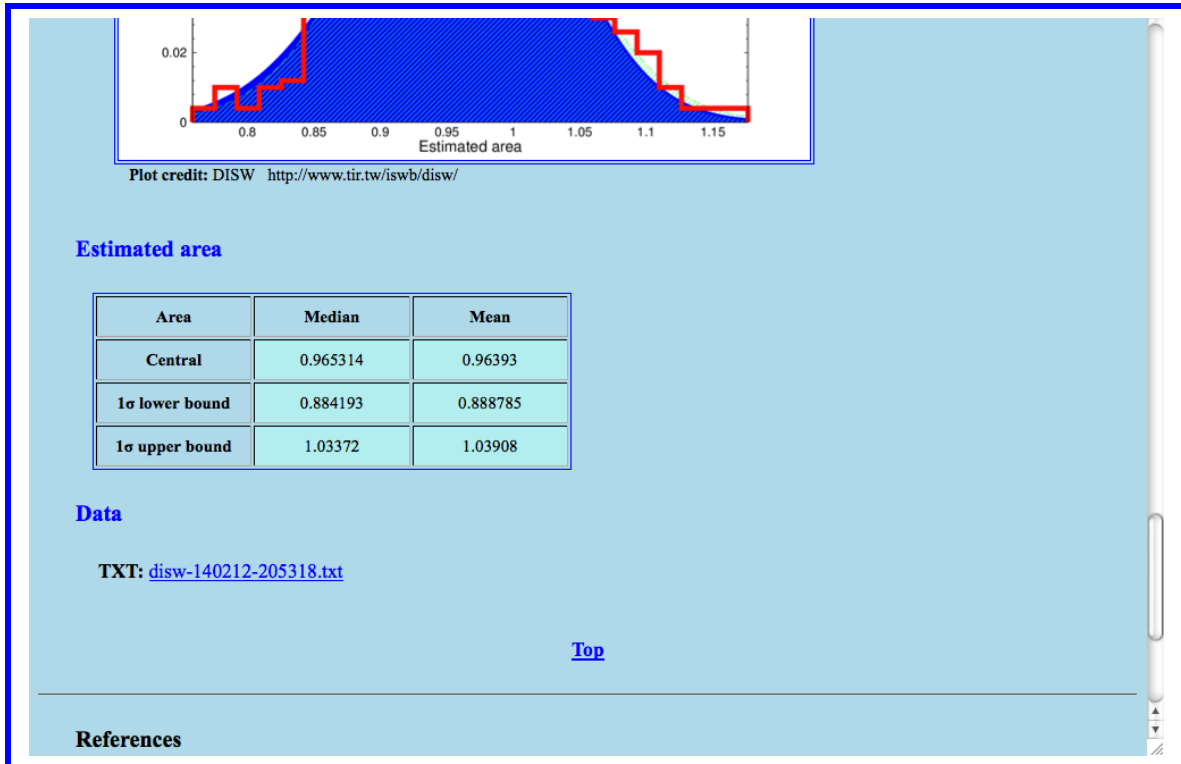 0.02
0
0.8 0.85 0.9 0.95 1 1.05 1.1 1.15
Estimated area
Plot credit: DISW http://www.tir.tw/iswb/disw/
Estimated area
Area Median Mean
Central 0.965314 0.96393
1σ lower bound 0.884193 0.888785
1σ upper bound 1.03372 1.03908
Data
TXT: disw-140212-205318.txt
Top
References